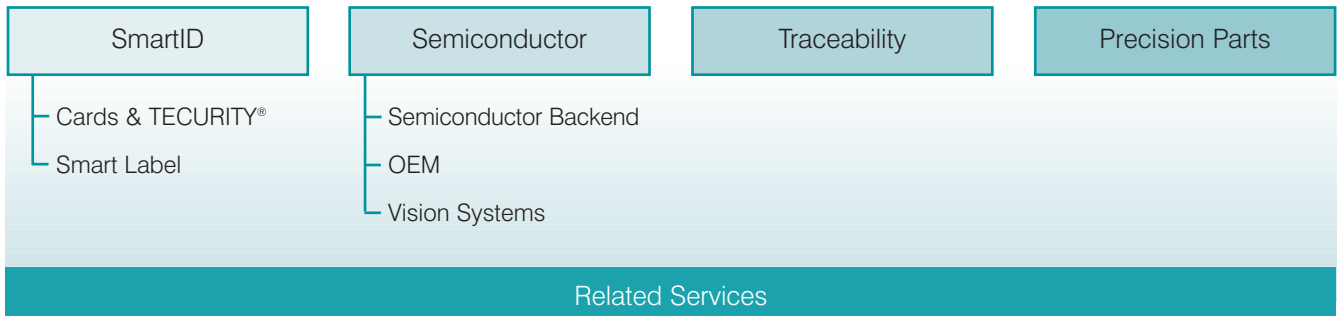 SmartID
Semiconductor
Traceability
Precision Parts
Cards & TECURITY®
Smart Label
Semiconductor Backend
OEM
Vision Systems
Related Services